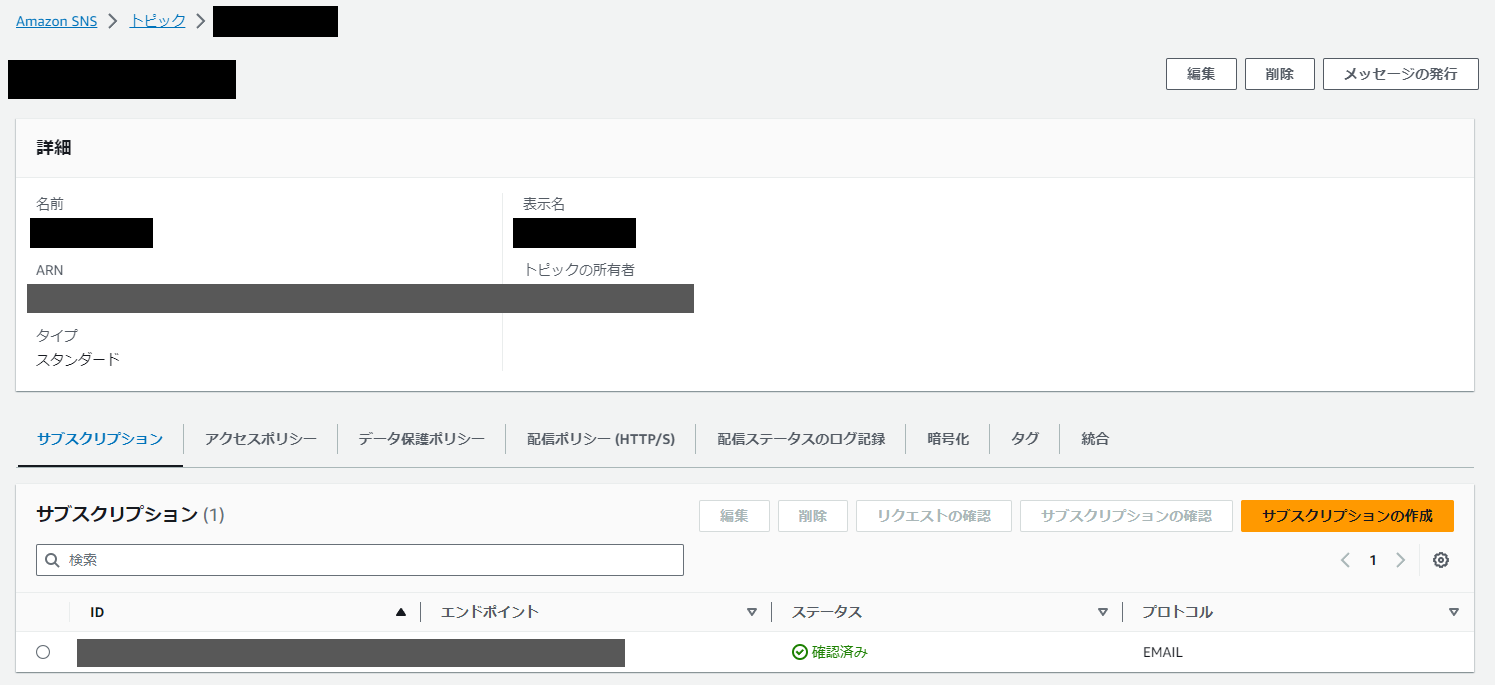 Amazon SNS > トピック >
編集 削除 メッセージの発行
詳細
名前 表示名
ARN トピックの所有者
タイプ
スタンダード
サブスクリプション アクセスポリシー データ保護ポリシー 配信ポリシー (HTTP/S) 配信ステータスのログ記録 暗号化 タグ 統合
サブスクリプション (1) 編集 削除 リクエストの確認 サブスクリプションの確認 サブスクリプションの作成
検索 1
ID エンドポイント ステータス プロトコル
確認済み EMAIL